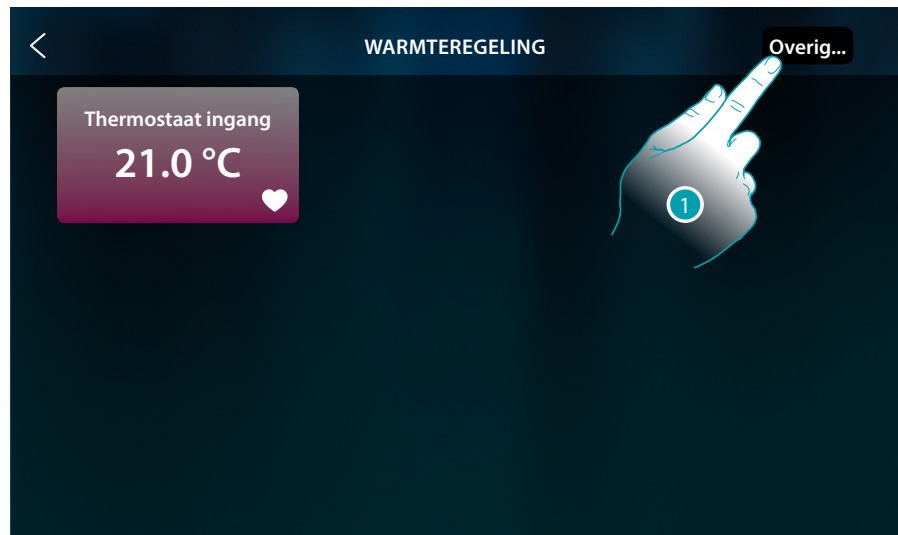 WARMTEREGELING
Overig...
Thermostaat ingang
21.0 °C
1